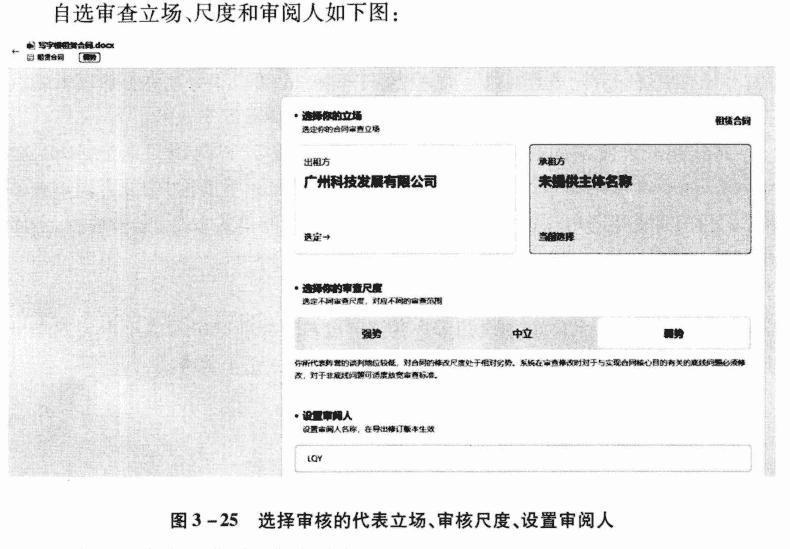 自选审查立场、尺度和审阅人如下图：
← 写字楼租赁合同.docx
租赁合同 弱势
• 选择你的立场
选定你的合同审查立场
租赁合同
出租方
广州科技发展有限公司
选定→
承租方
未提供主体名称
当前选择
• 选择你的审查尺度
选定不同审查尺度，对应不同的审查范围
强势 中立 弱势
你所代表阵营的谈判地位较低，对合同的修改尺度处于相对劣势。系统在审查修改时对于与实现合同核心目的有关的底线问题必须修
改，对于非底线问题可适度放宽审查标准。
• 设置审阅人
设置审阅人名称，在导出修订版本生效
LQY
图3-25 选择审核的代表立场、审核尺度、设置审阅人